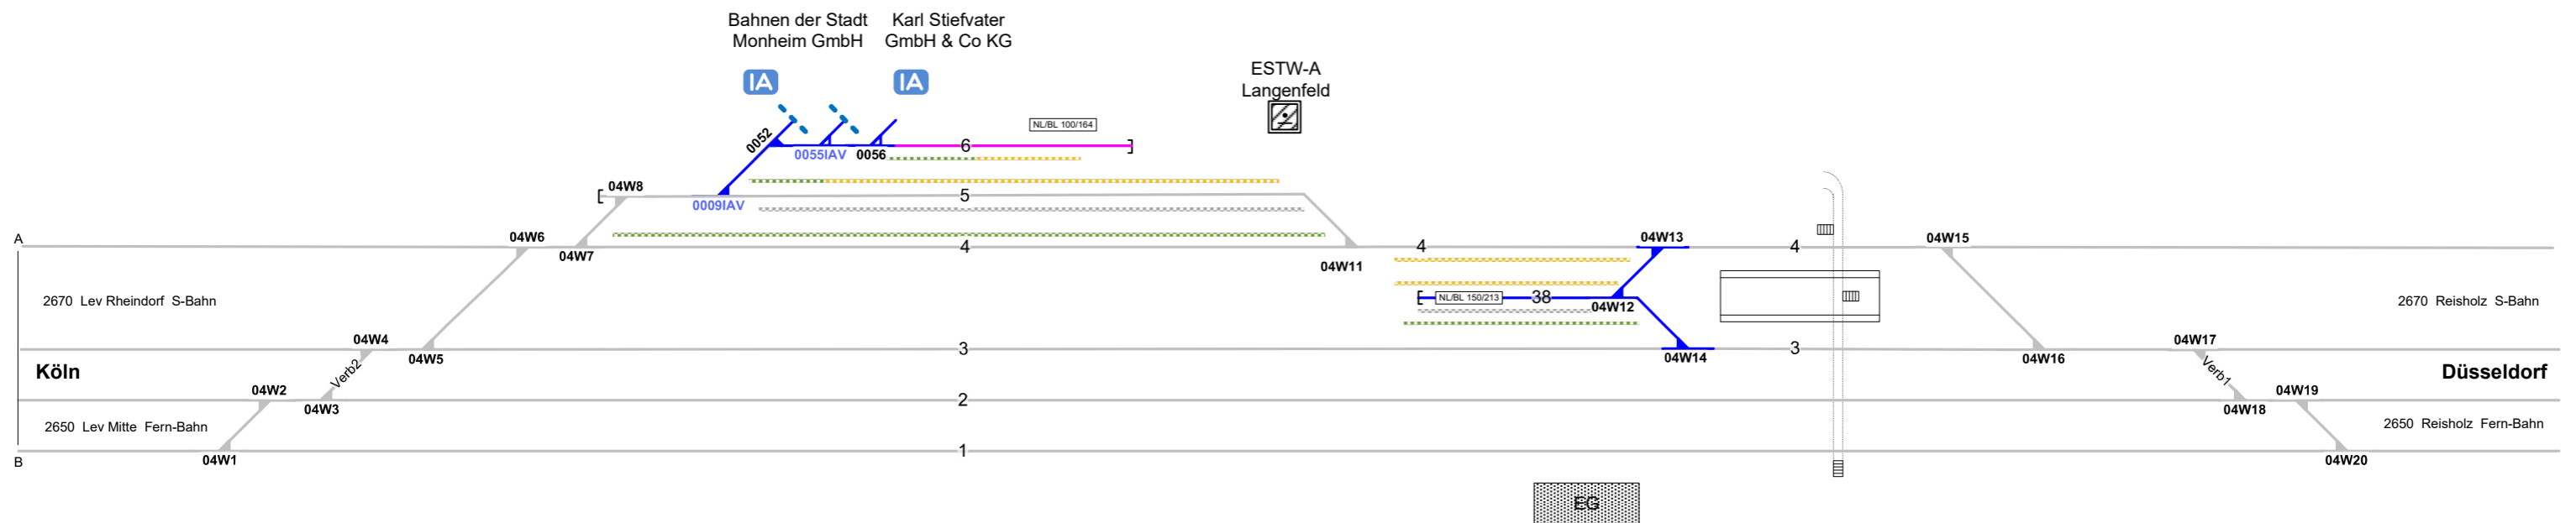 Bahnen der Stadt
Monheim GmbH
Karl Stiefvater
GmbH & Co KG
IA
IA
ESTW-A
Langenfeld
NL/BL 100/164
0052
0055IAV
0056
6
04W8
0009IAV
5
A
04W6
04W7
4
04W11
4
04W13
4
04W15
2670 Lev Rheindorf S-Bahn
NL/BL 150/213
38
04W12
2670 Reisholz S-Bahn
04W4
04W5
3
04W14
3
04W16
04W17
Köln
Verb2
Verb1
Düsseldorf
04W2
04W3
2
04W18
04W19
2650 Lev Mitte Fern-Bahn
2650 Reisholz Fern-Bahn
B
04W1
1
04W20
EG